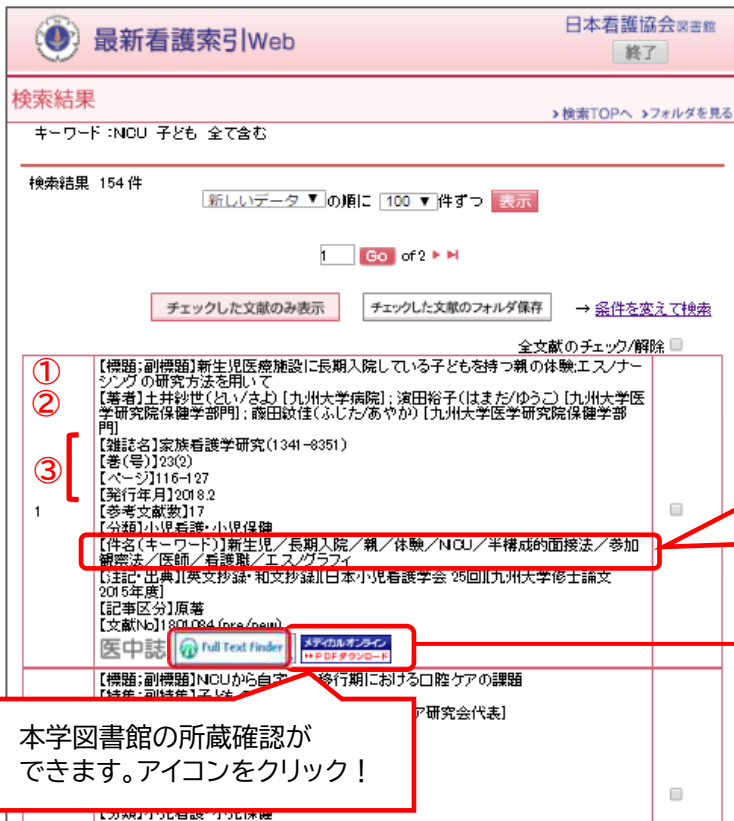 最新看護索引Web
日本看護協会図書館
終了
検索結果
>検索TOPへ >フォルダを見る
キーワード:NICU 子ども 全て含む
検索結果 154 件
新しいデータ ▼ の順に 100 ▼ 件ずつ 表示
1 Go of 2
チェックした文献のみ表示 チェックした文献のフォルダ保存 → 条件を変えて検索
全文献のチェック/解除
① 【標題;副標題】新生児医療施設に長期入院している子どもを持つ親の体験;エスノナー
シングの研究方法を用いて
② 【著者】土井紗世(どい/さよ)[九州大学病院];濱田裕子(はまだ/ゆうこ)[九州大学医
学研究院保健学部門];藤田紋佳(ふじた/あやか)[九州大学医学研究院保健学部
門]
【雑誌名】家族看護学研究(1341-8351)
【巻(号)】23(2)
③ 【ページ】116-127
【発行年月】2018.2
1 【参考文献数】17
【分類】小児看護・小児保健
【件名(キーワード)】新生児/長期入院/親/体験/NICU/半構成的面接法/参加
観察法/医師/看護職/エスノグラフィ
【注記・出典】[英文抄録・和文抄録][日本小児看護学会 25回][九州大学修士論文
2015年度]
【記事区分】原著
【文献No】1801084 (pre/new)
医中誌 Full Text Finder メディカルオンライン
PDFダウンロード
【標題;副標題】NICUから自宅 移行期における口腔ケアの課題
【特集;副特集】子ども
ア研究会代表]
本学図書館の所蔵確認が
できます。アイコンをクリック!
【分類】小児看護・小児保健